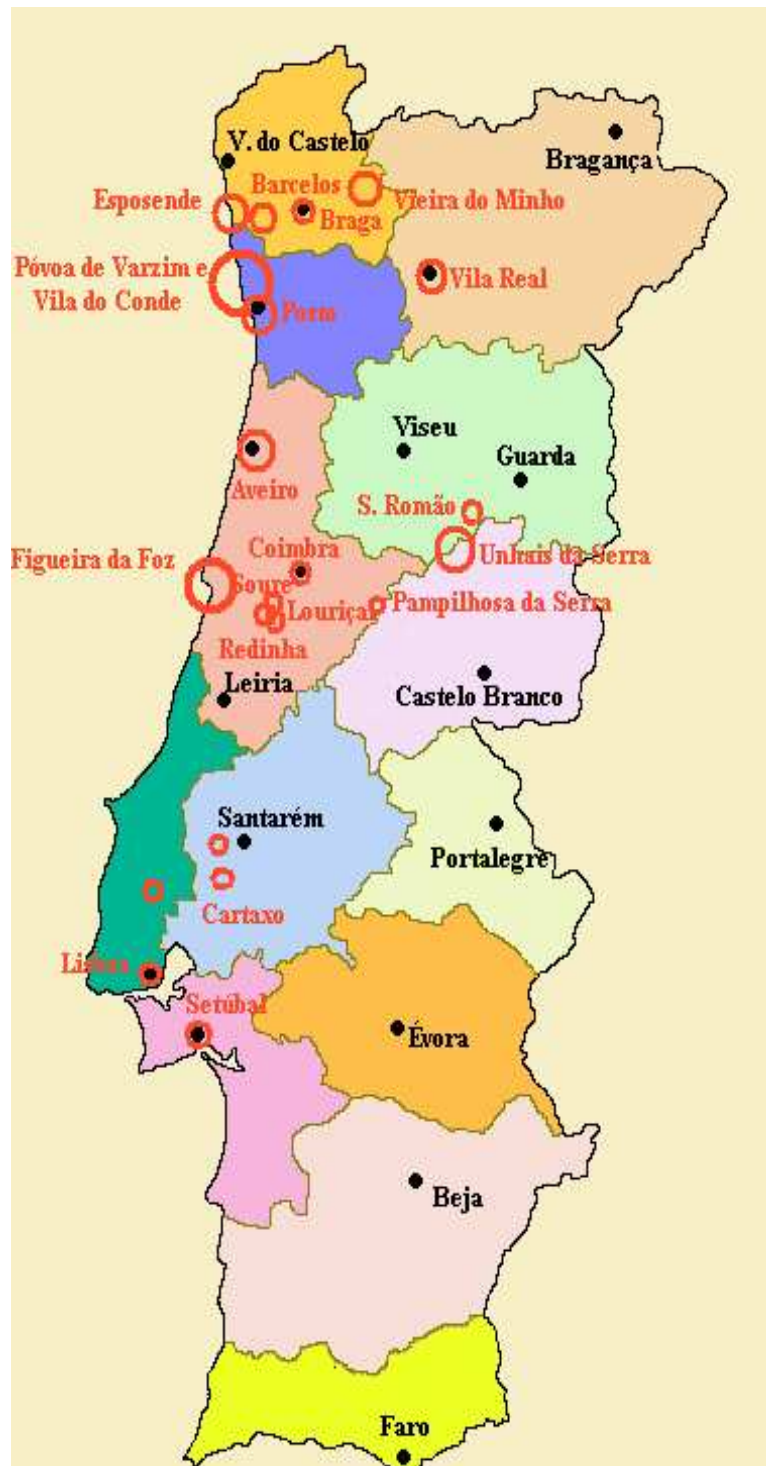 V. do Castelo
Bragança
Barcelos
Esposende
Vieira do Minho
Braga
Póvoa de Varzim e
Vila do Conde
Vila Real
Porto
Viseu
Guarda
Aveiro
S. Romão
Figueira da Foz
Coimbra
Unhais da Serra
Soure
Louriçal
Pampilhosa da Serra
Redinha
Leiria
Castelo Branco
Santarém
Portalegre
Cartaxo
Lisboa
Setúbal
Évora
Beja
Faro